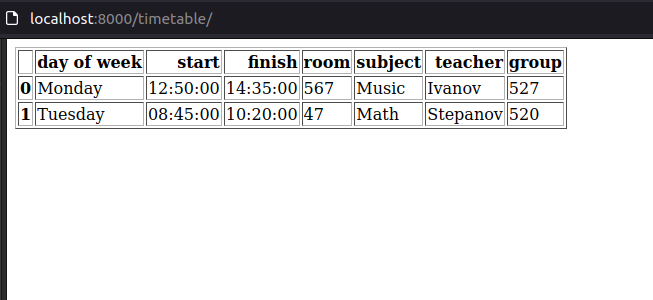 localhost:8000/timetable/
day of week start finish room subject teacher group
0 Monday 12:50:00 14:35:00 567 Music Ivanov 527
1 Tuesday 08:45:00 10:20:00 47 Math Stepanov 520